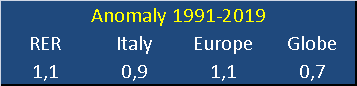 Anomaly 1991-2019
RER Italy Europe Globe
1,1 0,9 1,1 0,7